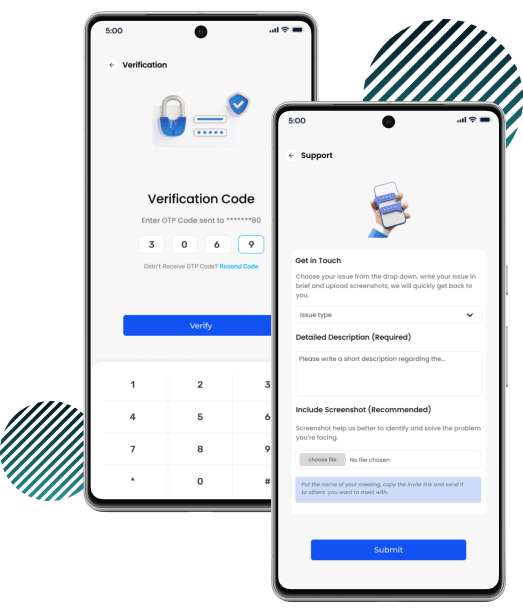 5:00
Verification
Verification Code
Enter OTP Code sent to *******80
3 0 6 9
Didn't Receive OTP Code? Resend Code
Verify
1 2 3
4 5 6
7 8 9
* 0 #
5:00
Support
Get in Touch
Choose your issue from the drop down, write your issue in
brief and upload screenshots, we will quickly get back to
you.
Issue type
Detailed Description (Required)
Please write a short description regarding the...
Include Screenshot (Recommended)
Screenshot help us better to identify and solve the problem
you're facing.
choose file No file chosen
Put the name of your meeting, copy the invite link and send it
to others you want to meet with.
Submit